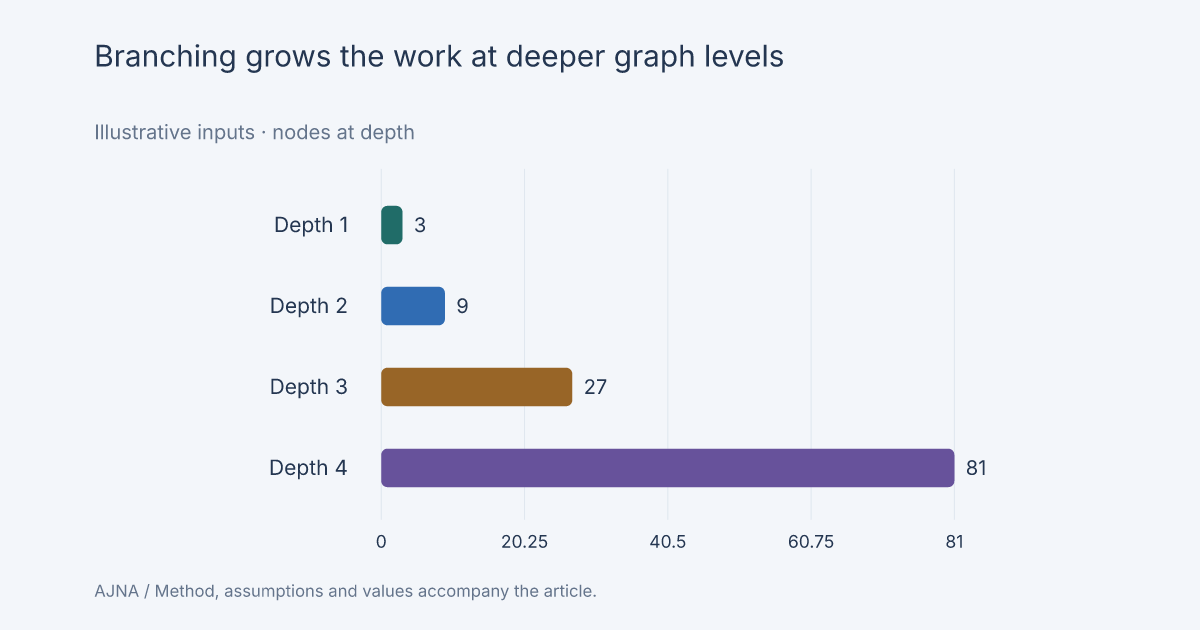 Branching grows the work at deeper graph levels
Illustrative inputs · nodes at depth
Depth 1 3
Depth 2 9
Depth 3 27
Depth 4 81
0 20.25 40.5 60.75 81
AJNA / Method, assumptions and values accompany the article.